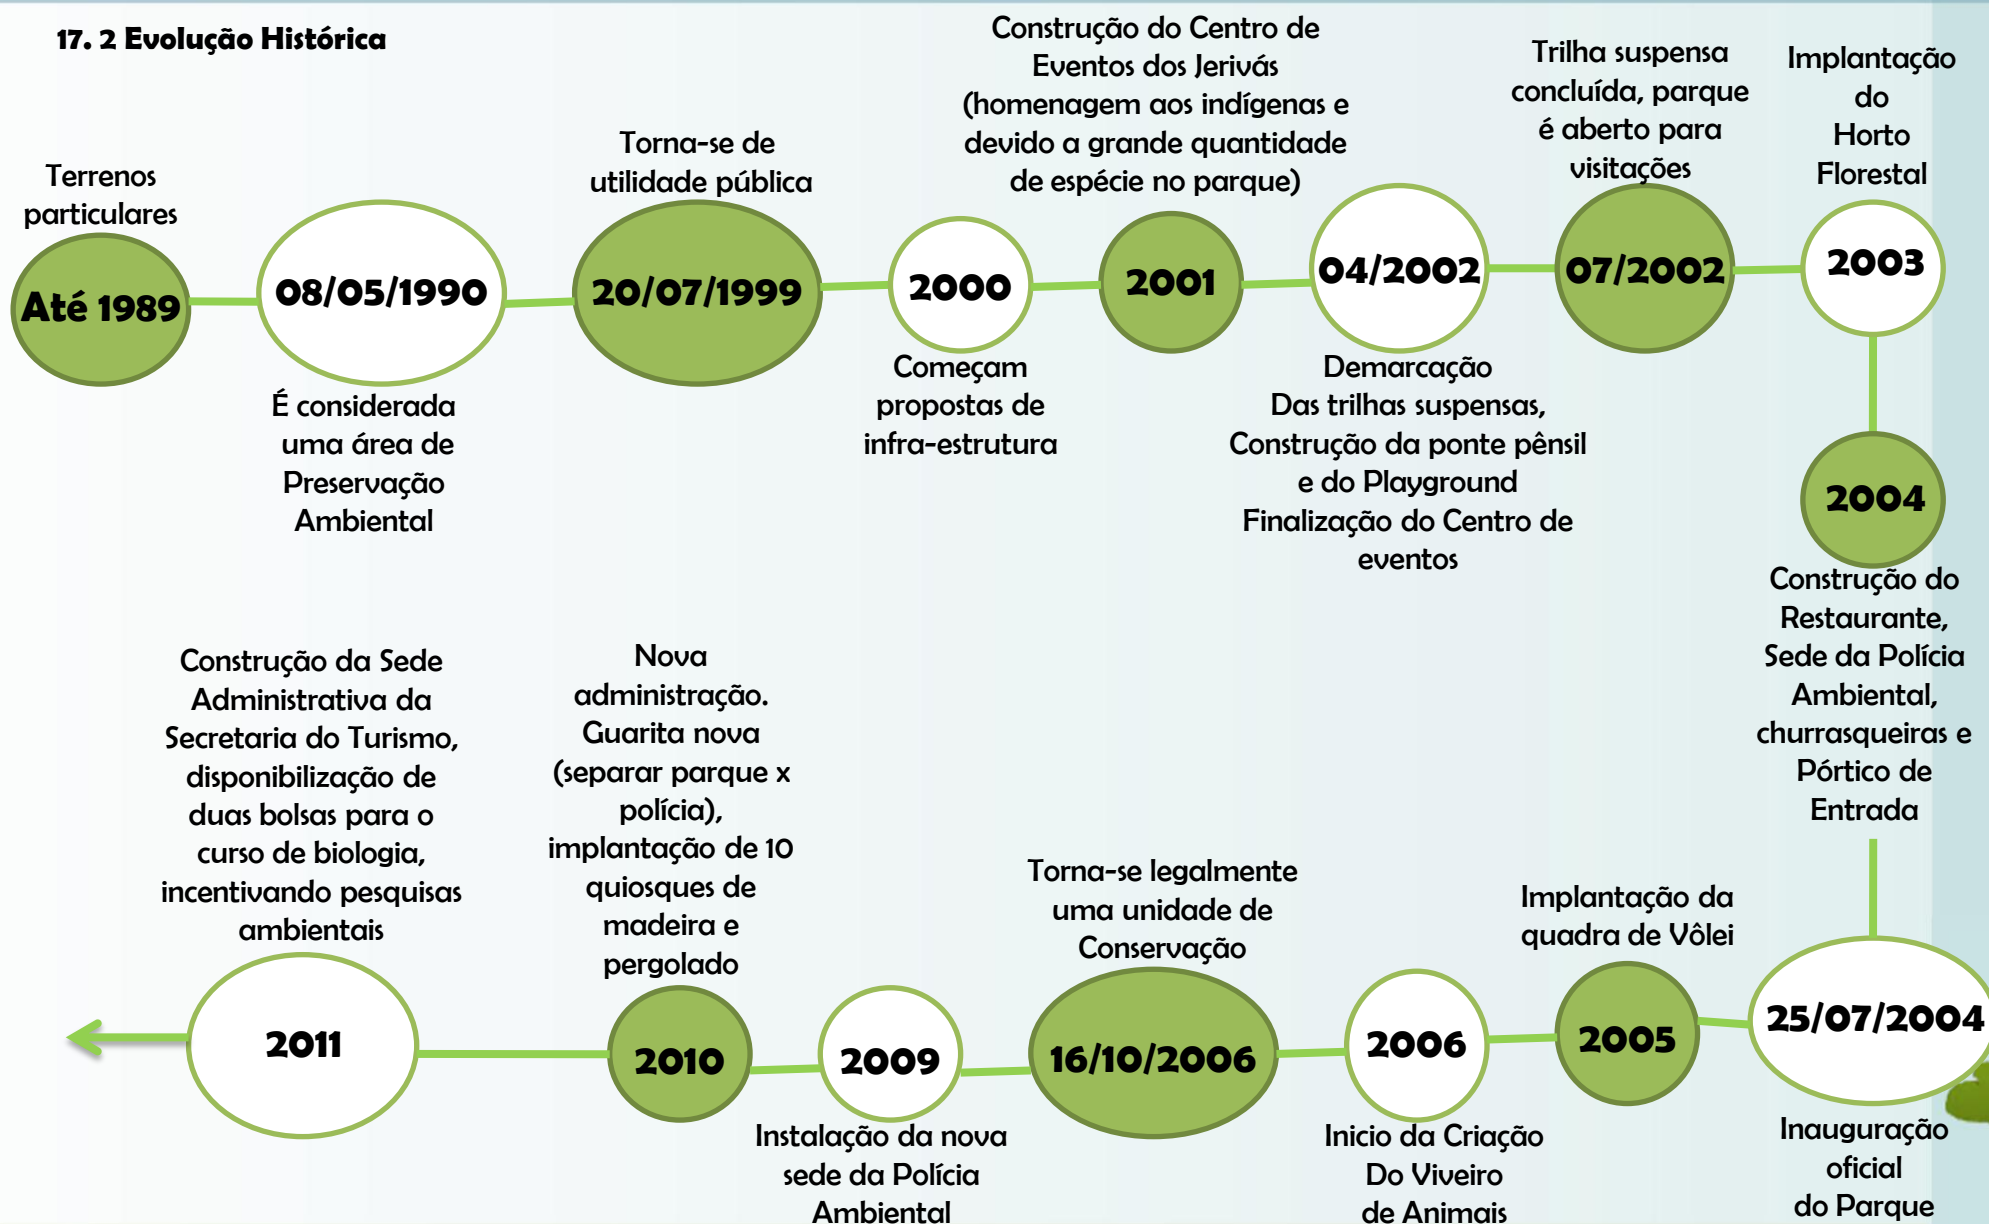 17. 2 Evolução Histórica
Terrenos
particulares
Até 1989
08/05/1990
É considerada
uma área de
Preservação
Ambiental
Torna-se de
utilidade pública
20/07/1999
2000
Começam
propostas de
infra-estrutura
Construção do Centro de
Eventos dos Jerivás
(homenagem aos indígenas e
devido a grande quantidade
de espécie no parque)
2001
04/2002
Demarcação
Das trilhas suspensas,
Construção da ponte pênsil
e do Playground
Finalização do Centro de
eventos
Trilha suspensa
concluída, parque
é aberto para
visitações
07/2002
Implantação
do
Horto
Florestal
2003
2004
Construção do
Restaurante,
Sede da Polícia
Ambiental,
churrasqueiras e
Pórtico de
Entrada
25/07/2004
Inauguração
oficial
do Parque
Implantação da
quadra de Vôlei
2005
2006
Inicio da Criação
Do Viveiro
de Animais
Torna-se legalmente
uma unidade de
Conservação
16/10/2006
2009
Instalação da nova
sede da Polícia
Ambiental
Nova
administração.
Guarita nova
(separar parque x
polícia),
implantação de 10
quiosques de
madeira e
pergolado
2010
Construção da Sede
Administrativa da
Secretaria do Turismo,
disponibilização de
duas bolsas para o
curso de biologia,
incentivando pesquisas
ambientais
2011